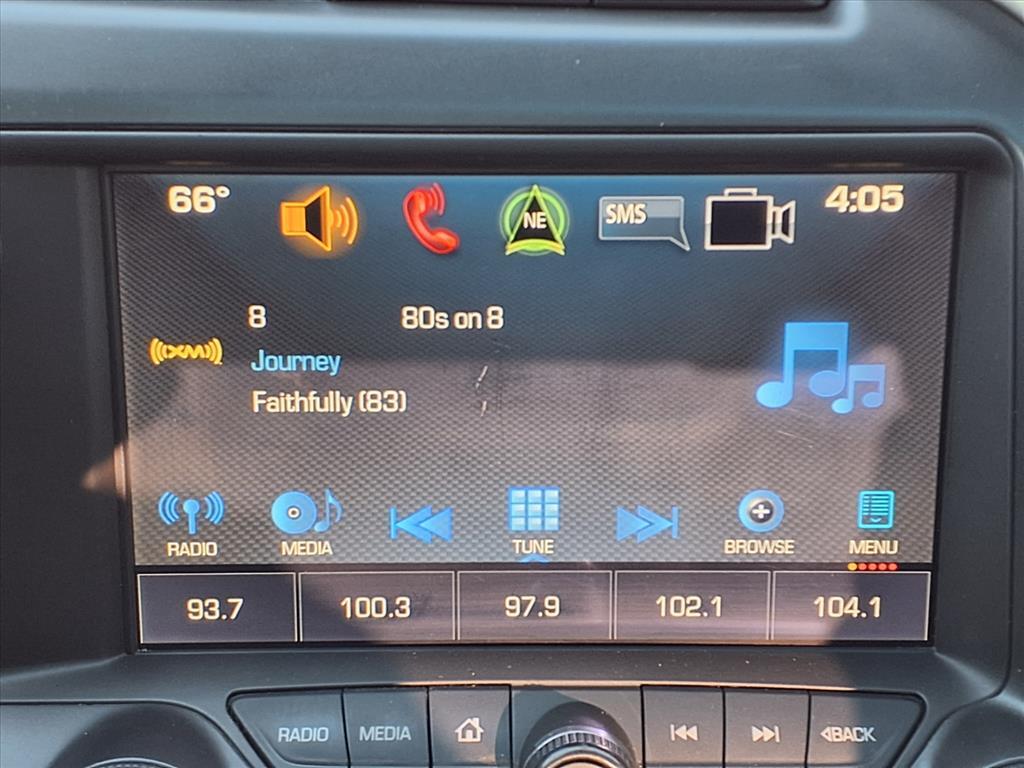 66° NE SMS 4:05
8 80s on 8
((XM))
Journey
Faithfully (83)
RADIO MEDIA TUNE BROWSE MENU
93.7 100.3 97.9 102.1 104.1
RADIO MEDIA BACK